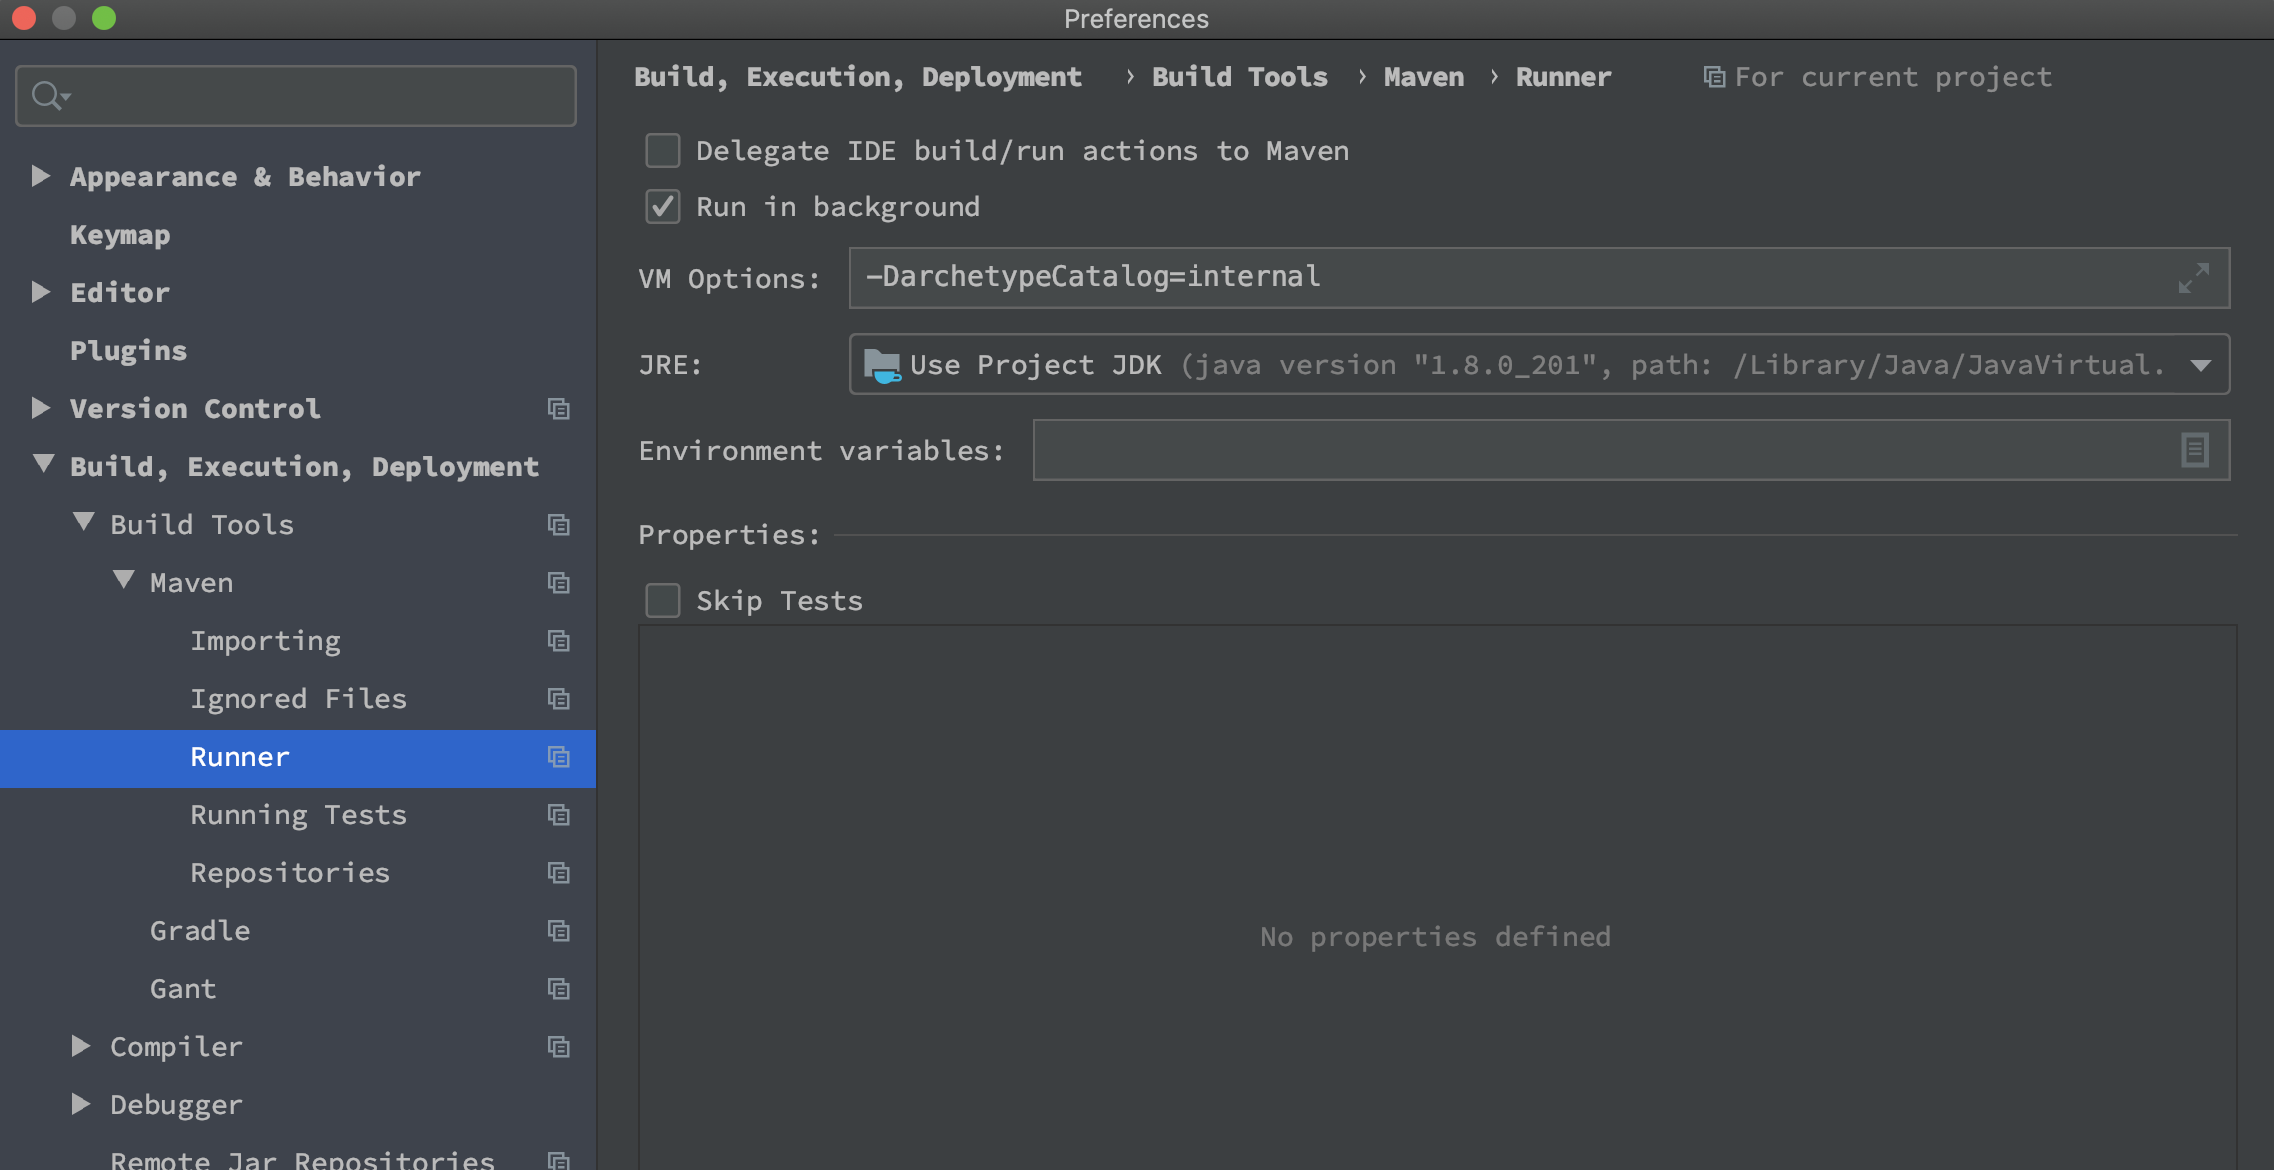 Preferences
Build, Execution, Deployment › Build Tools › Maven › Runner For current project
Appearance & Behavior
Keymap
Editor
Plugins
Version Control
Build, Execution, Deployment
Build Tools
Maven
Importing
Ignored Files
Runner
Running Tests
Repositories
Gradle
Gant
Compiler
Debugger
Remote Jar Repositories
Delegate IDE build/run actions to Maven
Run in background
VM Options: -DarchetypeCatalog=internal
JRE: Use Project JDK (java version "1.8.0_201", path: /Library/Java/JavaVirtual.
Environment variables:
Properties:
Skip Tests
No properties defined